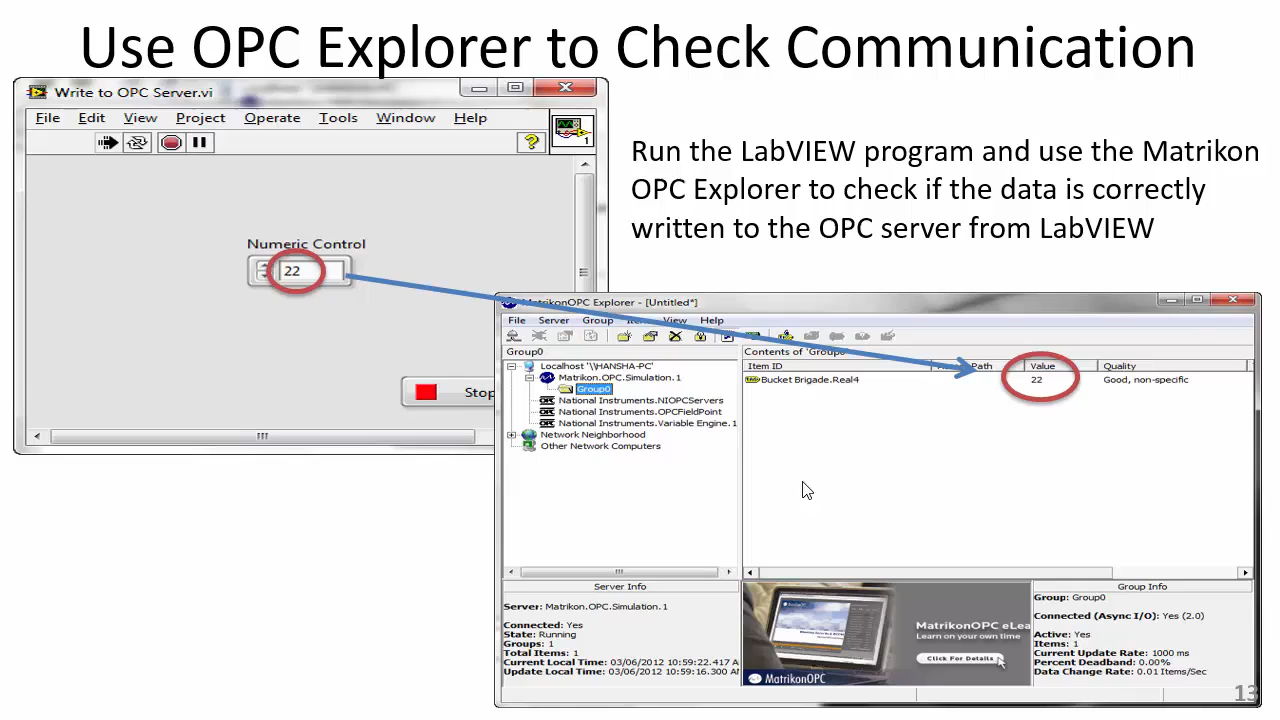 Use OPC Explorer to Check Communication
Write to OPC Server.vi
File Edit View Project Operate Tools Window Help
1
Numeric Control
22
Stop
Run the LabVIEW program and use the Matrikon
OPC Explorer to check if the data is correctly
written to the OPC server from LabVIEW
MatrikonOPC Explorer - [Untitled*]
File Server Group View Help
Group0
Localhost '\\HANSHA-PC'
Matrikon.OPC.Simulation.1
Group0
National Instruments.NIOPCServers
National Instruments.OPCFieldPoint
National Instruments.Variable Engine.1
Network Neighborhood
Other Network Computers
Contents of 'Group0'
Item ID Path Value Quality
Bucket Brigade.Real4 22 Good, non-specific
Server Info
Server: Matrikon.OPC.Simulation.1
Connected: Yes
State: Running
Groups: 1
Total Items: 1
Current Local Time: 03/06/2012 10:59:22.417 A
Update Local Time: 03/06/2012 10:59:16.300 A
MatrikonOPC eLea
Learn on your own time
Click For Details
MatrikonOPC
Group Info
Group: Group0
Connected (Async I/O): Yes (2.0)
Active: Yes
Items: 1
Current Update Rate: 1000 ms
Percent Deadband: 0.00%
Data Change Rate: 0.01 Items/Sec
13